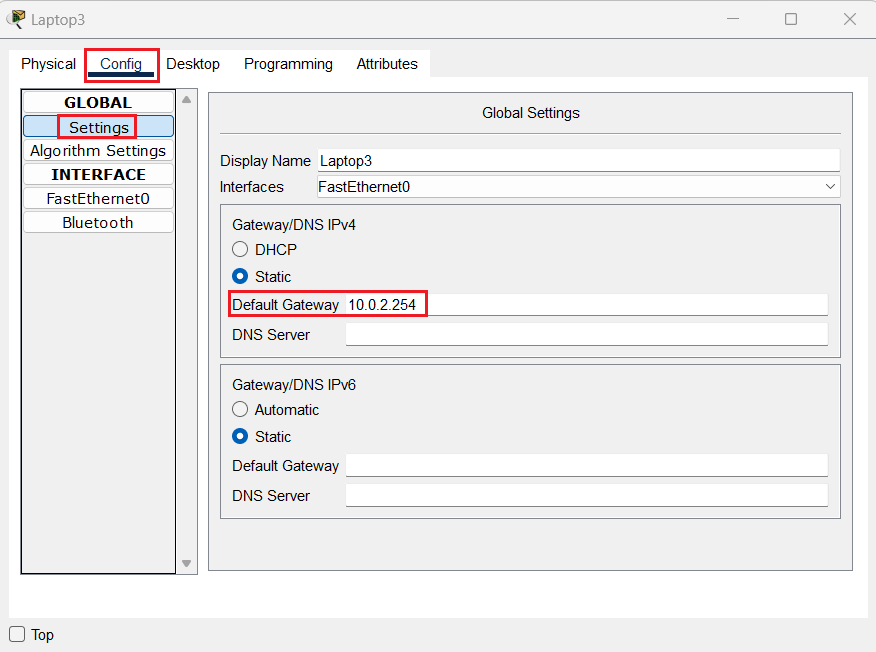 Laptop3
Physical Config Desktop Programming Attributes
GLOBAL
Settings
Algorithm Settings
INTERFACE
FastEthernet0
Bluetooth
Global Settings
Display Name Laptop3
Interfaces FastEthernet0
Gateway/DNS IPv4
DHCP
Static
Default Gateway 10.0.2.254
DNS Server
Gateway/DNS IPv6
Automatic
Static
Default Gateway
DNS Server
Top